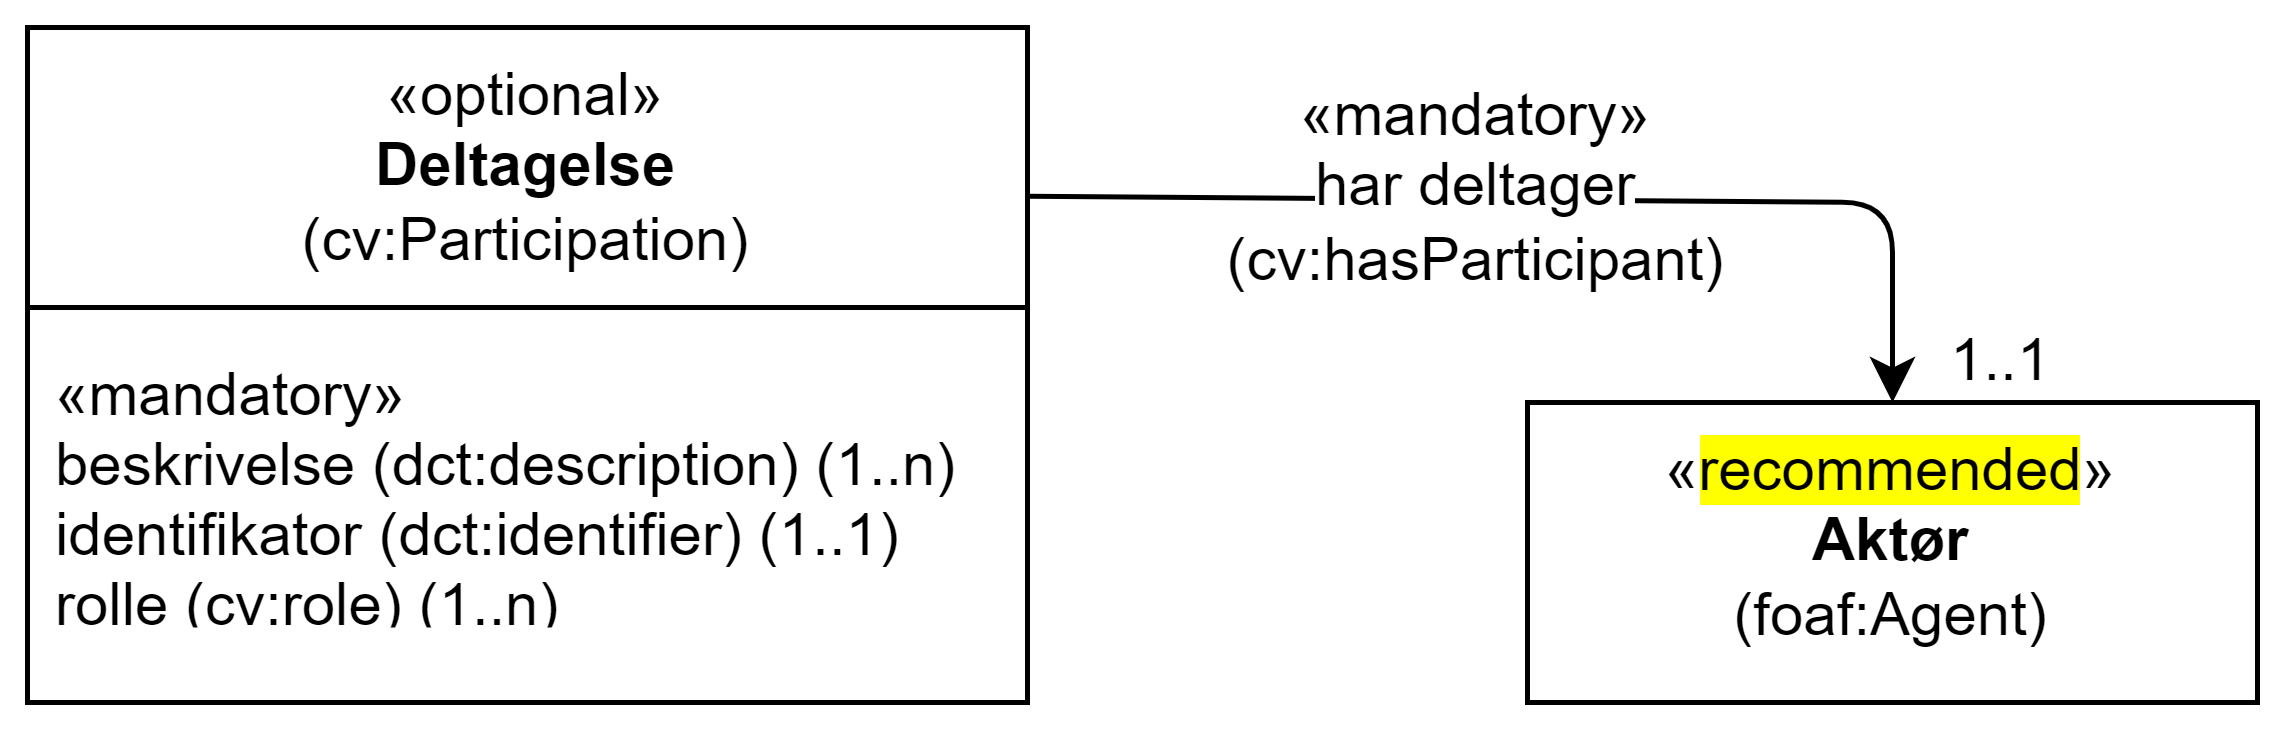 «optional»
Deltagelse
(cv:Participation)
«mandatory»
beskrivelse (dct:description) (1..n)
identifikator (dct:identifier) (1..1)
rolle (cv:role) (1..n)
«mandatory»
har deltager
(cv:hasParticipant)
1..1
«recommended»
Aktør
(foaf:Agent)